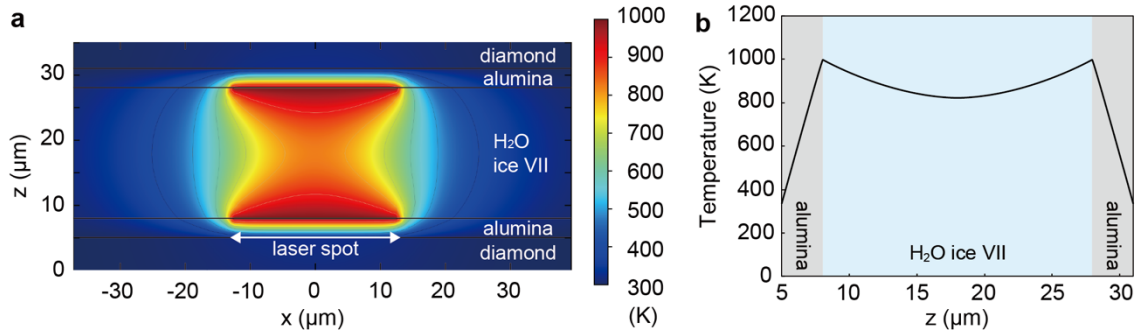 a
z (µm)
30
20
10
0
diamond
alumina
H₂O
ice VII
alumina
diamond
laser spot
-30 -20 -10 0 10 20 30
x (µm)
1000
900
800
700
600
500
400
300
(K)
b
Temperature (K)
1200
1000
800
600
400
200
0
alumina
H₂O ice VII
alumina
5 10 15 20 25 30
z (µm)